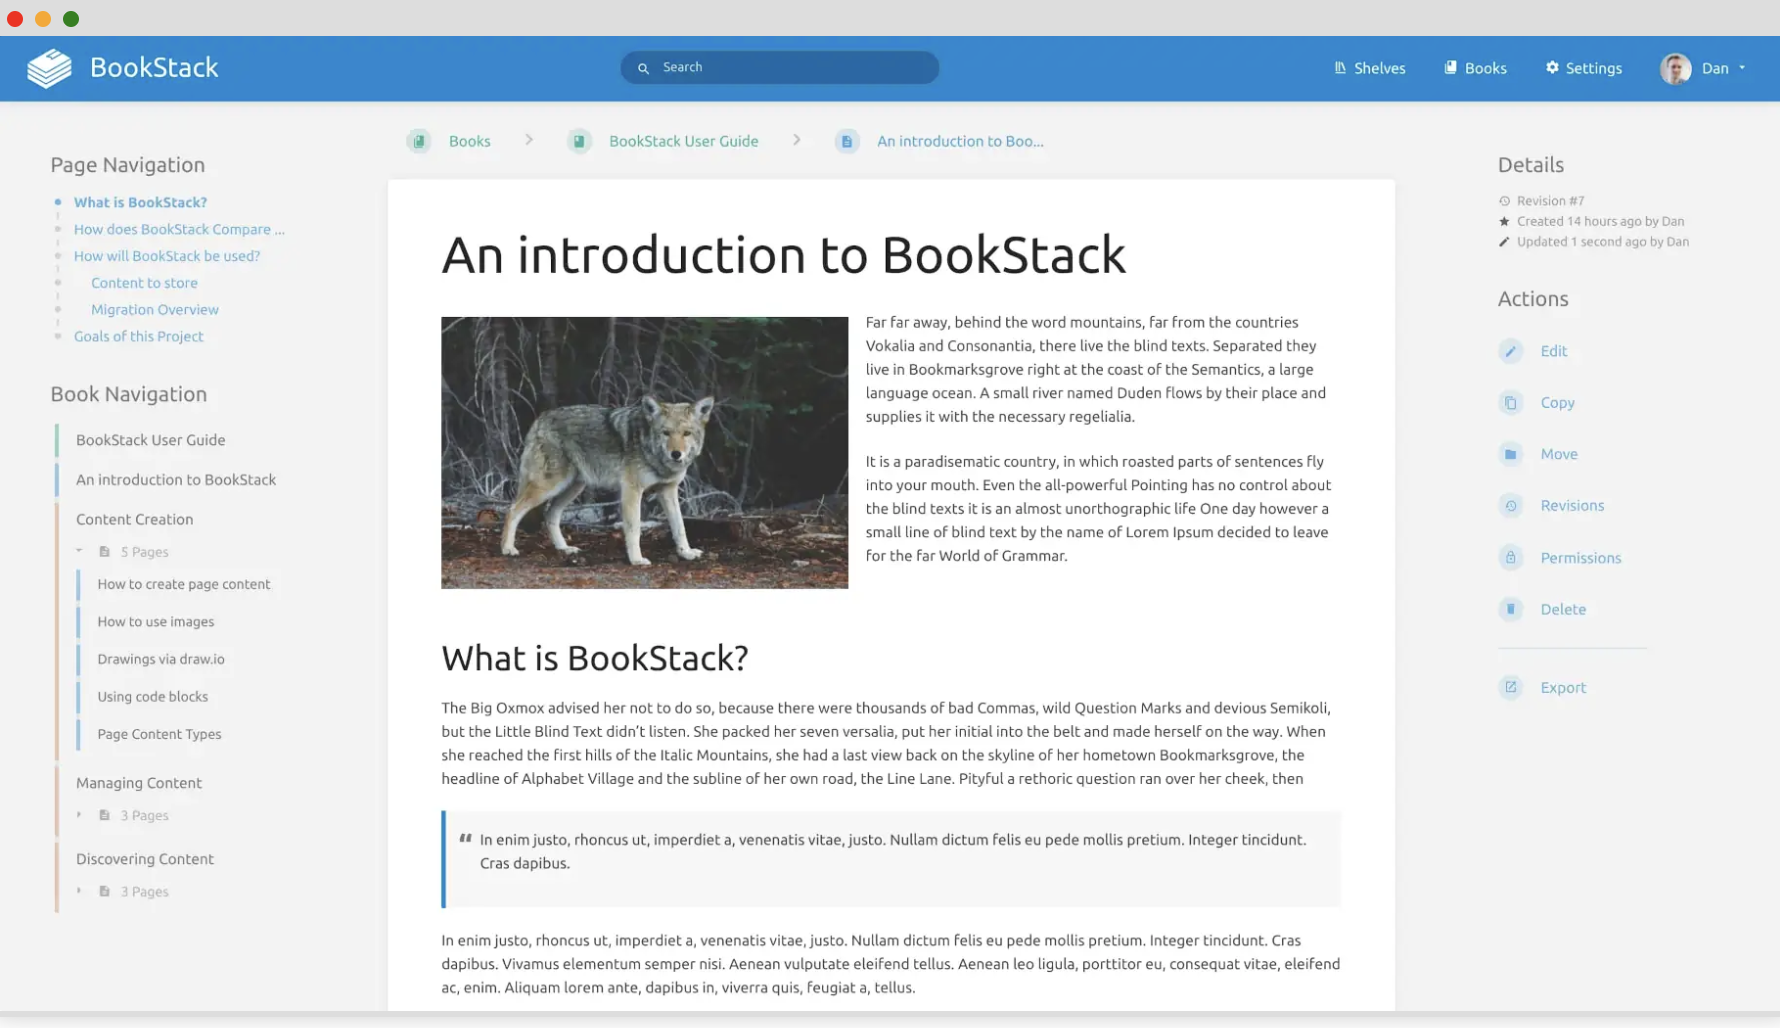 BookStack
Search
Shelves
Books
Settings
Dan
Books
BookStack User Guide
An introduction to Boo...
Page Navigation
What is BookStack?
How does BookStack Compare ...
How will BookStack be used?
Content to store
Migration Overview
Goals of this Project
Book Navigation
BookStack User Guide
An introduction to BookStack
Content Creation
5 Pages
How to create page content
How to use images
Drawings via draw.io
Using code blocks
Page Content Types
Managing Content
3 Pages
Discovering Content
3 Pages
An introduction to BookStack
Far far away, behind the word mountains, far from the countries
Vokalia and Consonantia, there live the blind texts. Separated they
live in Bookmarksgrove right at the coast of the Semantics, a large
language ocean. A small river named Duden flows by their place and
supplies it with the necessary regelialia.
It is a paradisematic country, in which roasted parts of sentences fly
into your mouth. Even the all-powerful Pointing has no control about
the blind texts it is an almost unorthographic life One day however a
small line of blind text by the name of Lorem Ipsum decided to leave
for the far World of Grammar.
What is BookStack?
The Big Oxmox advised her not to do so, because there were thousands of bad Commas, wild Question Marks and devious Semikoli,
but the Little Blind Text didn’t listen. She packed her seven versalia, put her initial into the belt and made herself on the way. When
she reached the first hills of the Italic Mountains, she had a last view back on the skyline of her hometown Bookmarksgrove, the
headline of Alphabet Village and the subline of her own road, the Line Lane. Pityful a rethoric question ran over her cheek, then
“ In enim justo, rhoncus ut, imperdiet a, venenatis vitae, justo. Nullam dictum felis eu pede mollis pretium. Integer tincidunt.
Cras dapibus.
In enim justo, rhoncus ut, imperdiet a, venenatis vitae, justo. Nullam dictum felis eu pede mollis pretium. Integer tincidunt. Cras
dapibus. Vivamus elementum semper nisi. Aenean vulputate eleifend tellus. Aenean leo ligula, porttitor eu, consequat vitae, eleifend
ac, enim. Aliquam lorem ante, dapibus in, viverra quis, feugiat a, tellus.
Details
Revision #7
Created 14 hours ago by Dan
Updated 1 second ago by Dan
Actions
Edit
Copy
Move
Revisions
Permissions
Delete
Export